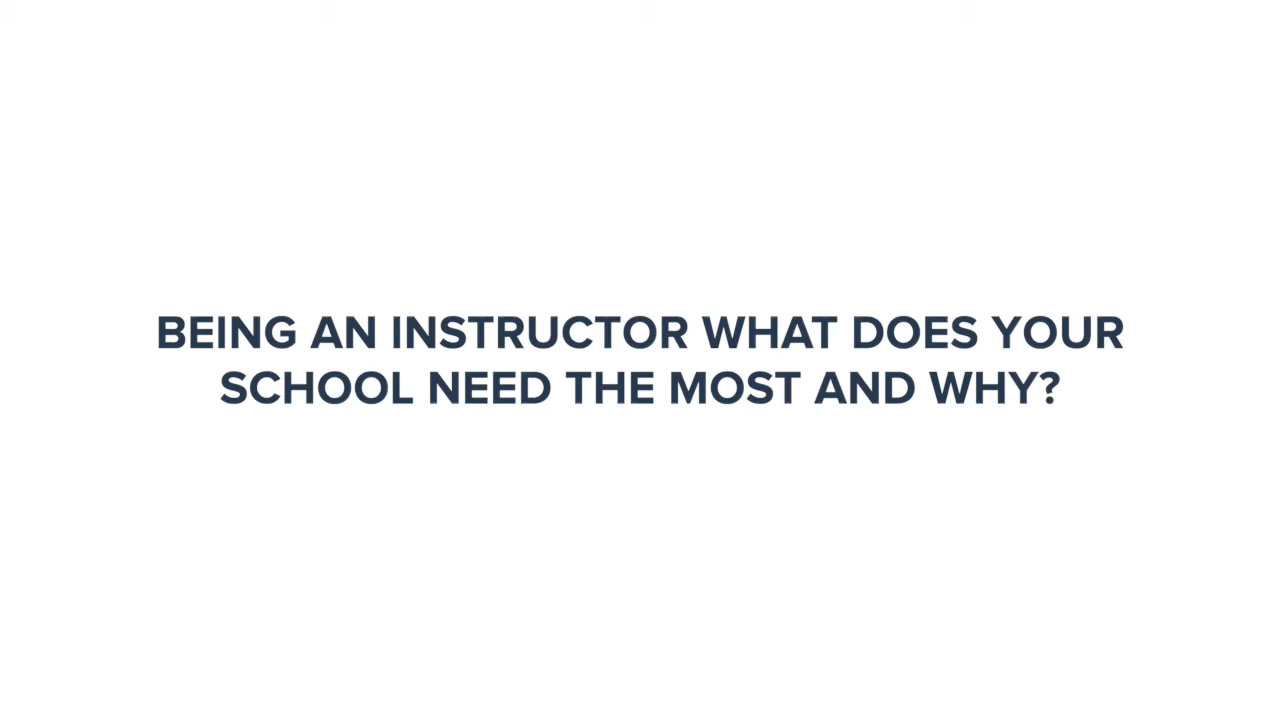 BEING AN INSTRUCTOR WHAT DOES YOUR
SCHOOL NEED THE MOST AND WHY?